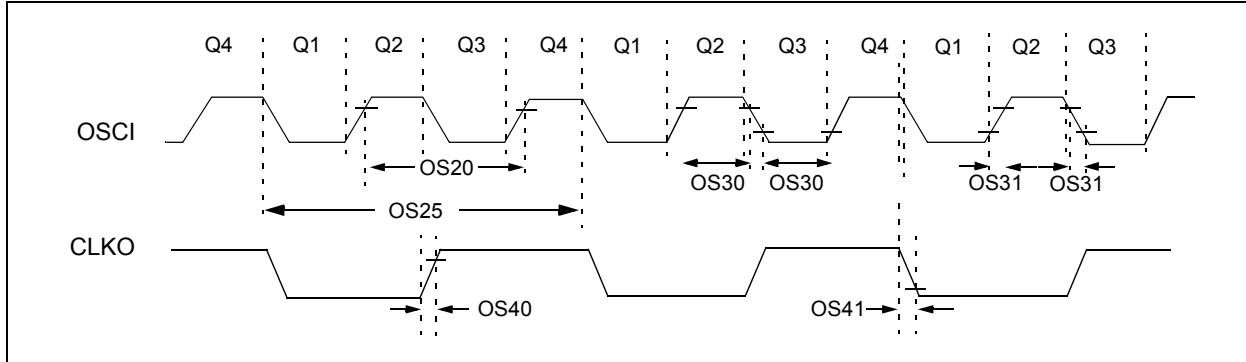 Q4 Q1 Q2 Q3 Q4 Q1 Q2 Q3 Q4 Q1 Q2 Q3
OSCI
OS20
OS30 OS30
OS31 OS31
OS25
CLKO
OS40
OS41